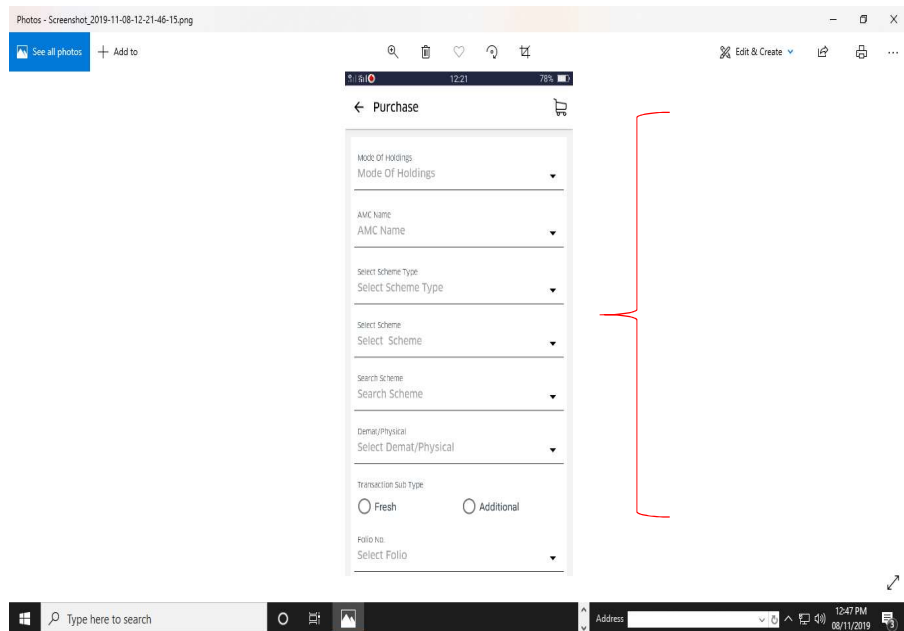 Photos - Screenshot_2019-11-08-12-21-46-15.png
See all photos + Add to Edit & Create
12:21 78%
Purchase
Mode Of Holdings
Mode Of Holdings
AMC Name
AMC Name
Select Scheme Type
Select Scheme Type
Select Scheme
Select Scheme
Search Scheme
Search Scheme
Demat/Physical
Select Demat/Physical
Transaction Sub Type
Fresh Additional
Folio No.
Select Folio
Type here to search Address 12:47 PM
08/11/2019 3